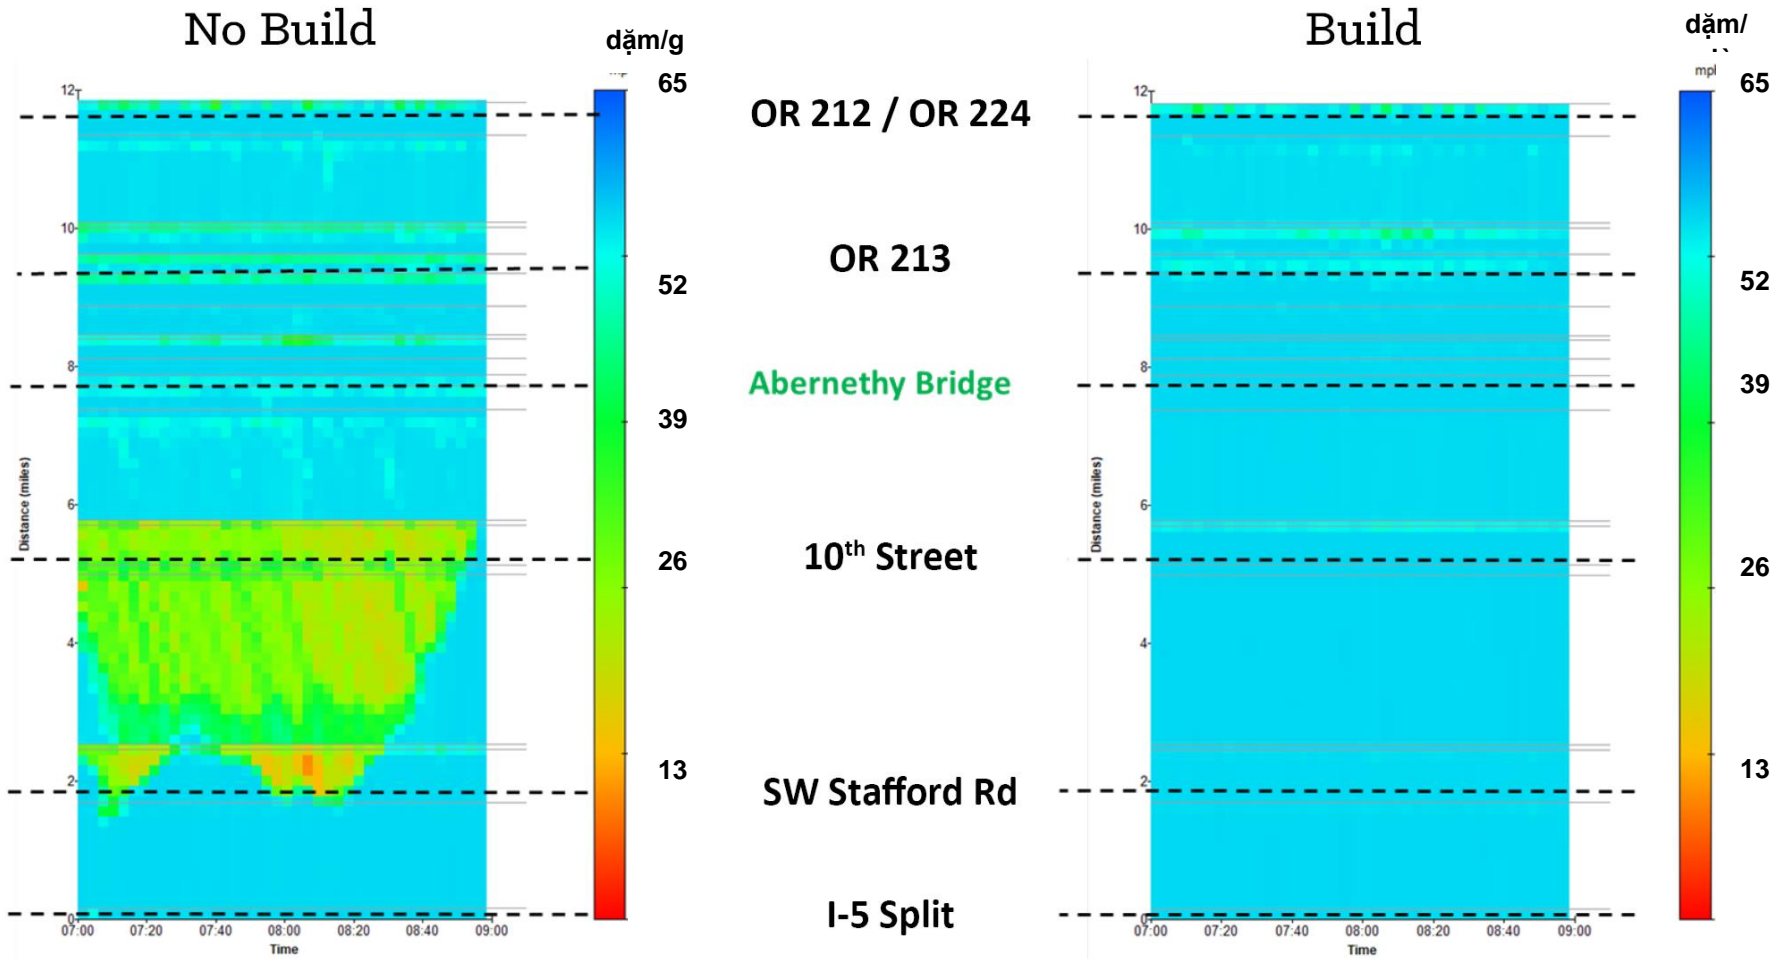 No Build
dặm/g
65
12
10
8
6
4
2
0
Distance (miles)
07:00 07:20 07:40 08:00 08:20 08:40 09:00
Time
52
39
26
13
OR 212 / OR 224
OR 213
Abernethy Bridge
10th Street
SW Stafford Rd
I-5 Split
Build
dặm/
mpl
65
12
10
8
6
4
2
0
Distance (miles)
07:00 07:20 07:40 08:00 08:20 08:40 09:00
Time
52
39
26
13